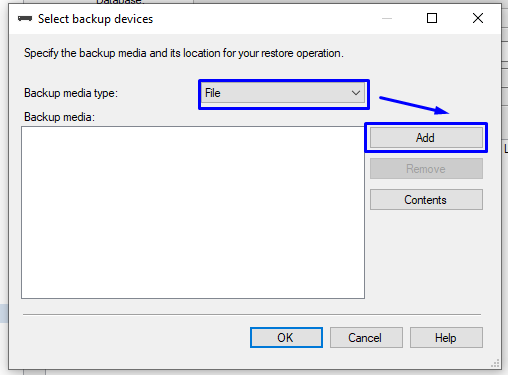 Database:
Select backup devices
Specify the backup media and its location for your restore operation.
Backup media type:
File
Backup media:
Add
Remove
Contents
OK
Cancel
Help